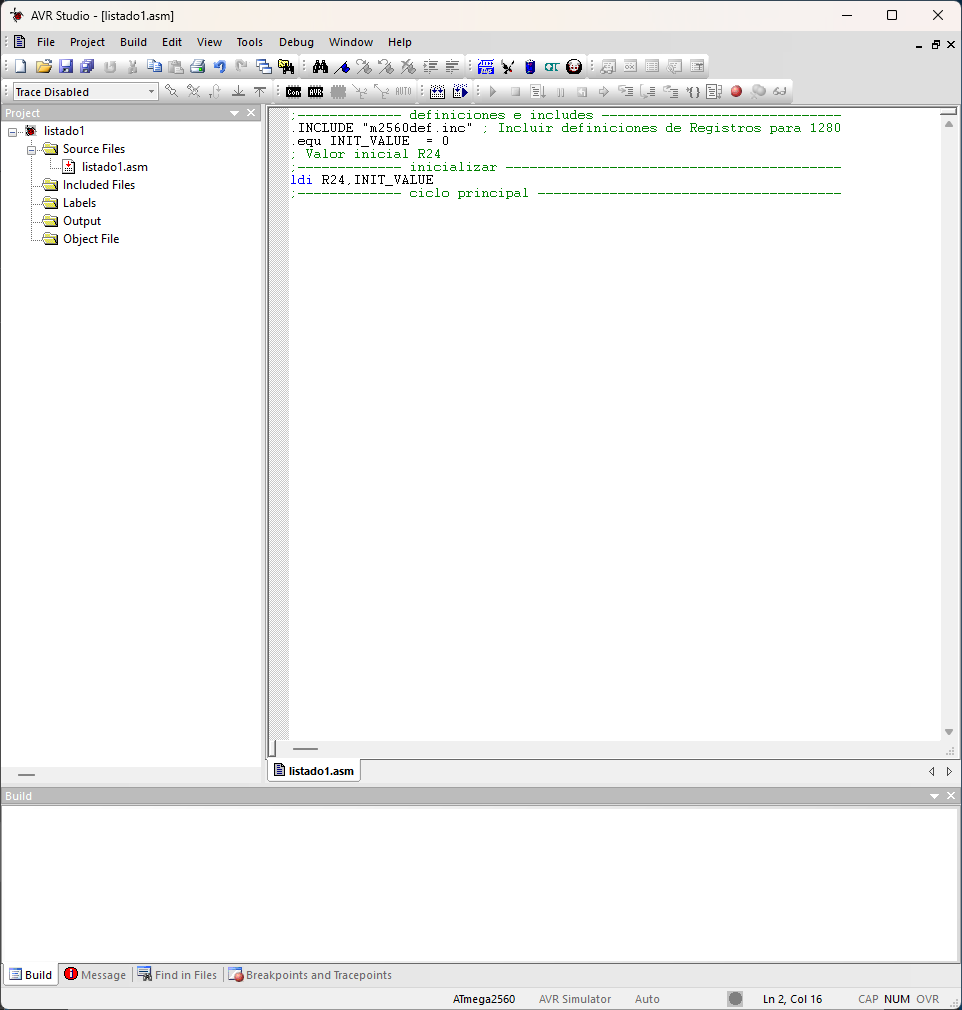 AVR Studio - [listado1.asm]
File Project Build Edit View Tools Debug Window Help
Trace Disabled
Con AVR AUTO
Project
listado1
Source Files
listado1.asm
Included Files
Labels
Output
Object File
;------------- definiciones e includes ------------------------------
.INCLUDE "m2560def.inc" ; Incluir definiciones de Registros para 1280
.equ INIT_VALUE = 0
; Valor inicial R24
;------------- inicializar ------------------------------------------
ldi R24,INIT_VALUE
;------------- ciclo principal --------------------------------------
listado1.asm
Build
Build Message Find in Files Breakpoints and Tracepoints
ATmega2560 AVR Simulator Auto Ln 2, Col 16 CAP NUM OVR